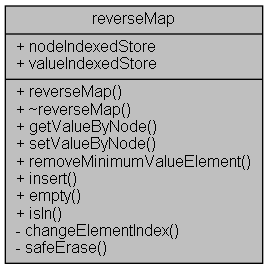 reverseMap
+ nodeIndexedStore
+ valueIndexedStore
+ reverseMap()
+ ~reverseMap()
+ getValueByNode()
+ setValueByNode()
+ removeMinimumValueElement()
+ insert()
+ empty()
+ isIn()
- changeElementIndex()
- safeErase()